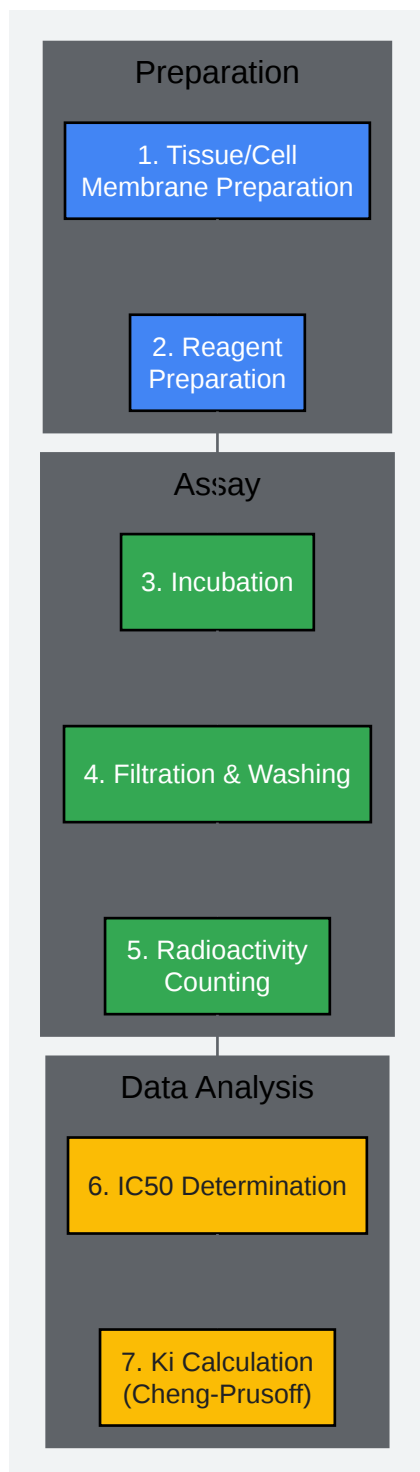 Preparation
1. Tissue/Cell
Membrane Preparation
2. Reagent
Preparation
Assay
3. Incubation
4. Filtration & Washing
5. Radioactivity
Counting
Data Analysis
6. IC50 Determination
7. Ki Calculation
(Cheng-Prusoff)